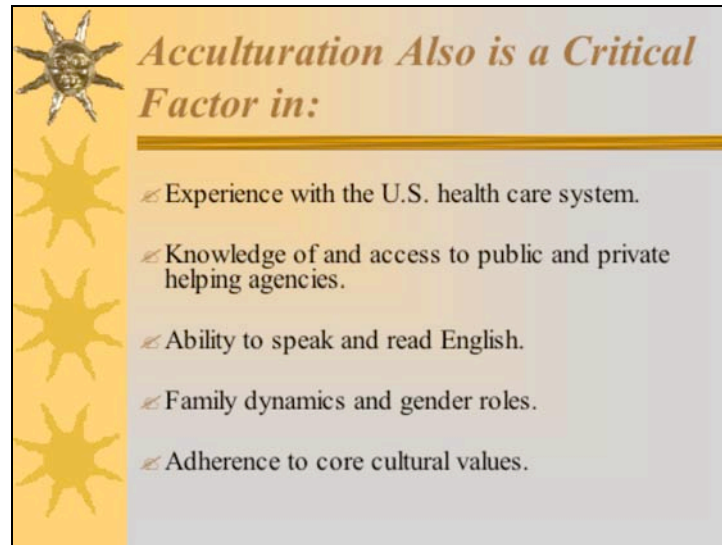 Acculturation Also is a Critical
Factor in:
Experience with the U.S. health care system.
Knowledge of and access to public and private
helping agencies.
Ability to speak and read English.
Family dynamics and gender roles.
Adherence to core cultural values.